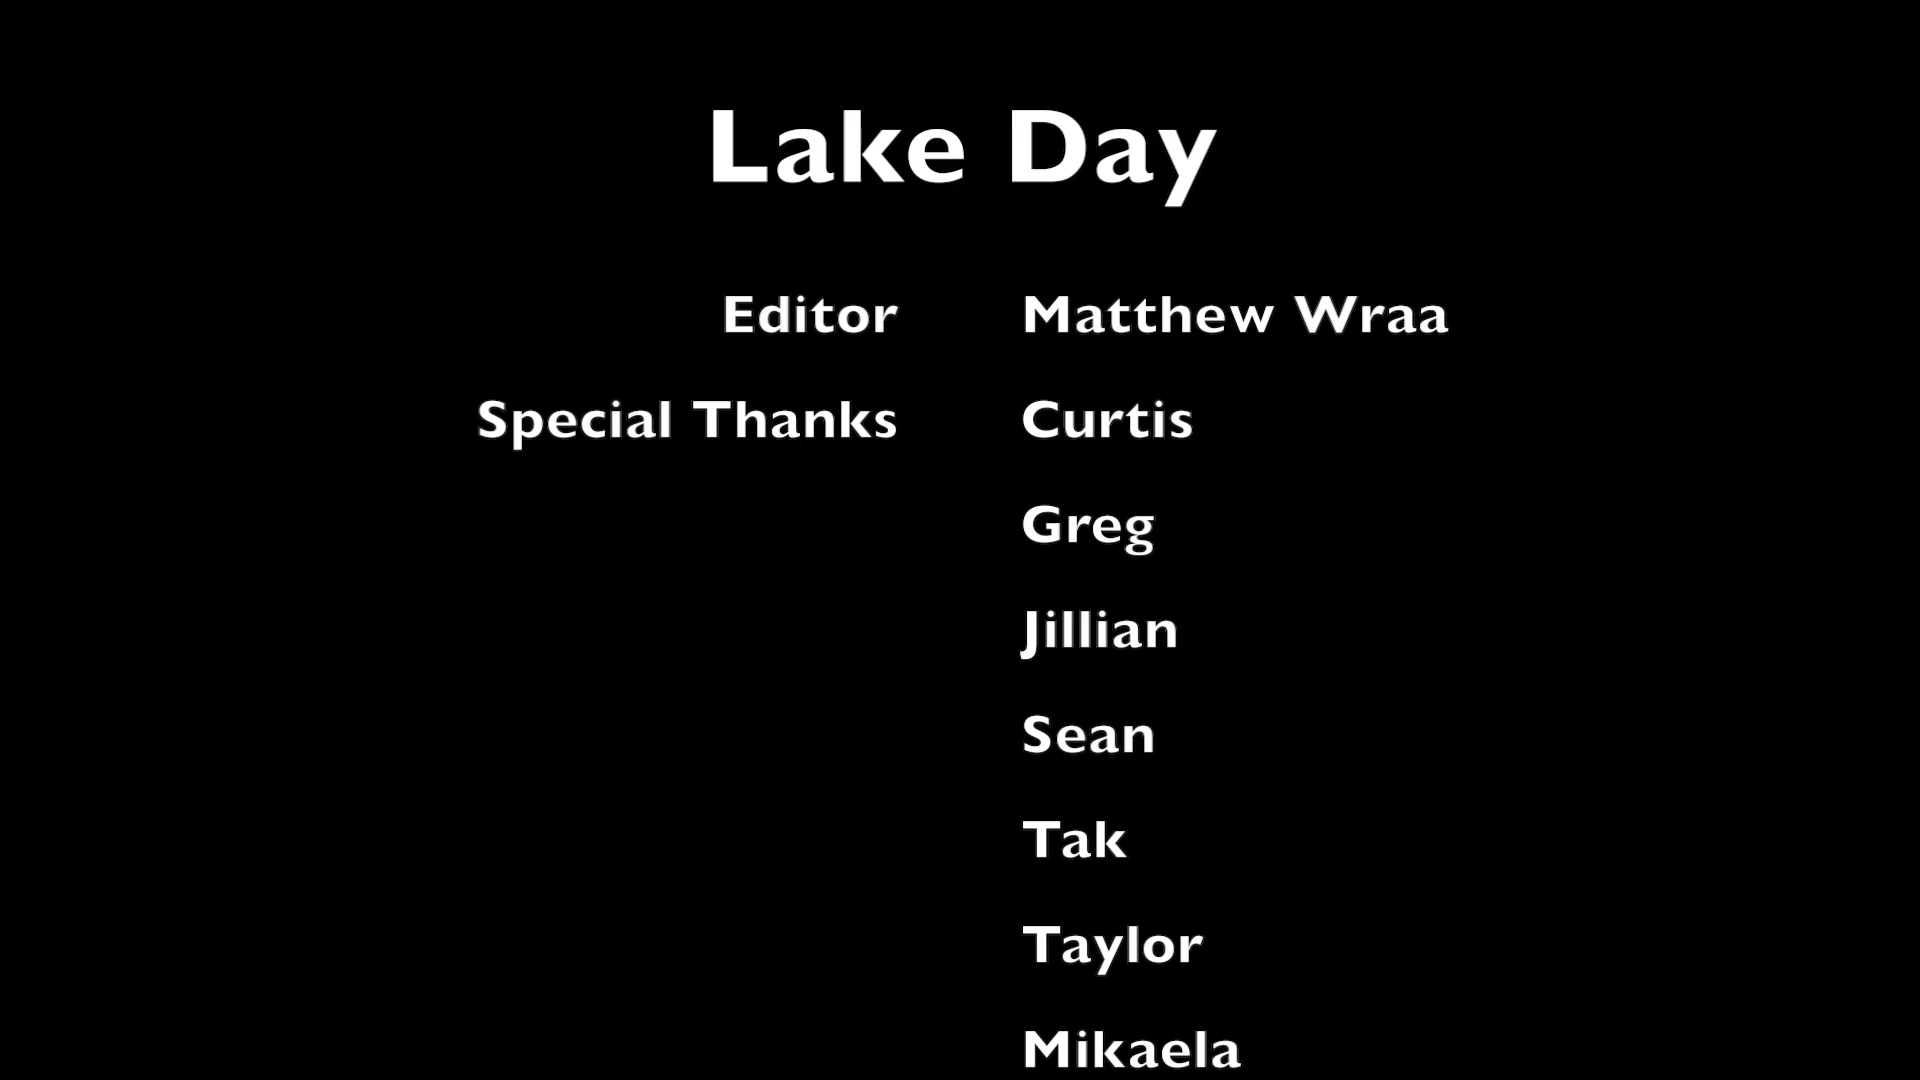 Lake Day
Editor Matthew Wraa
Special Thanks Curtis
Greg
Jillian
Sean
Tak
Taylor
Mikaela